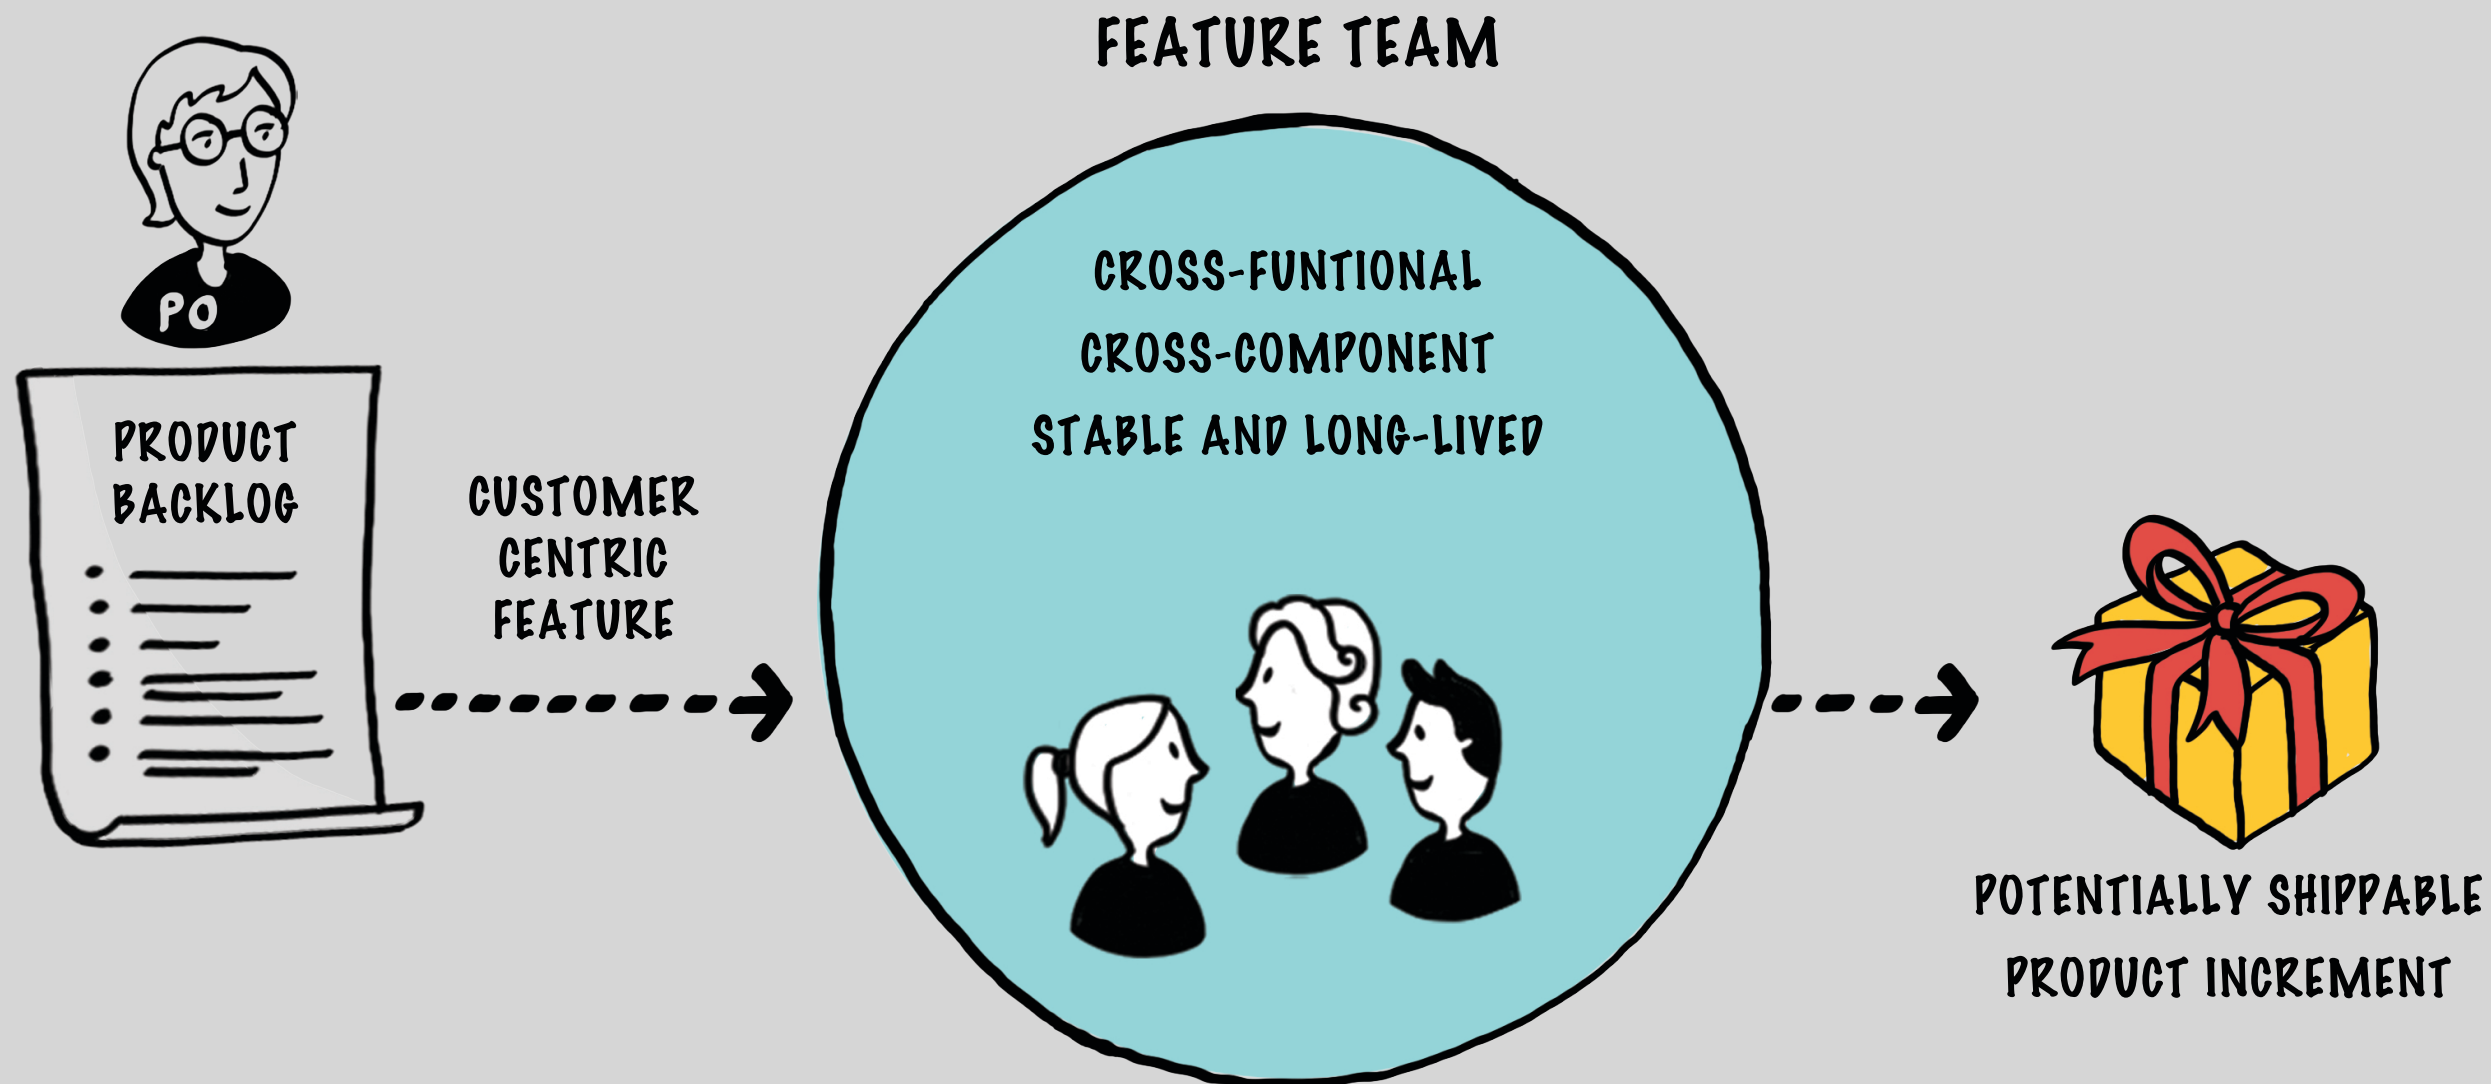 FEATURE TEAM
PO
PRODUCT
BACKLOG
CUSTOMER
CENTRIC
FEATURE
CROSS-FUNTIONAL
CROSS-COMPONENT
STABLE AND LONG-LIVED
POTENTIALLY SHIPPABLE
PRODUCT INCREMENT